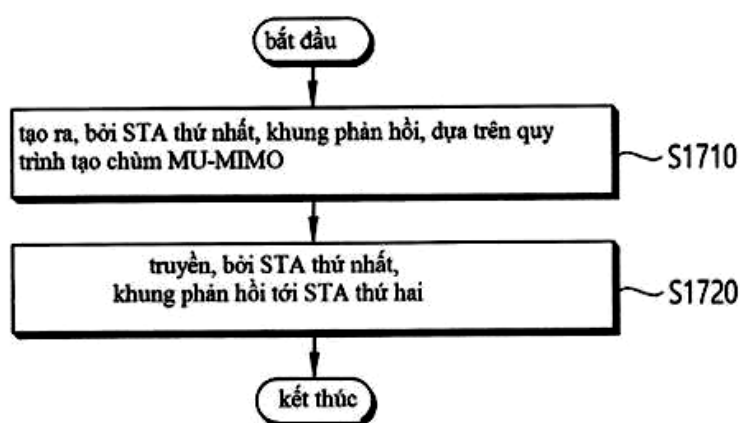 bắt đầu
tạo ra, bởi STA thứ nhất, khung phản hồi, dựa trên quy
trình tạo chùm MU-MIMO
S1710
truyền, bởi STA thứ nhất,
khung phản hồi tới STA thứ hai
S1720
kết thúc